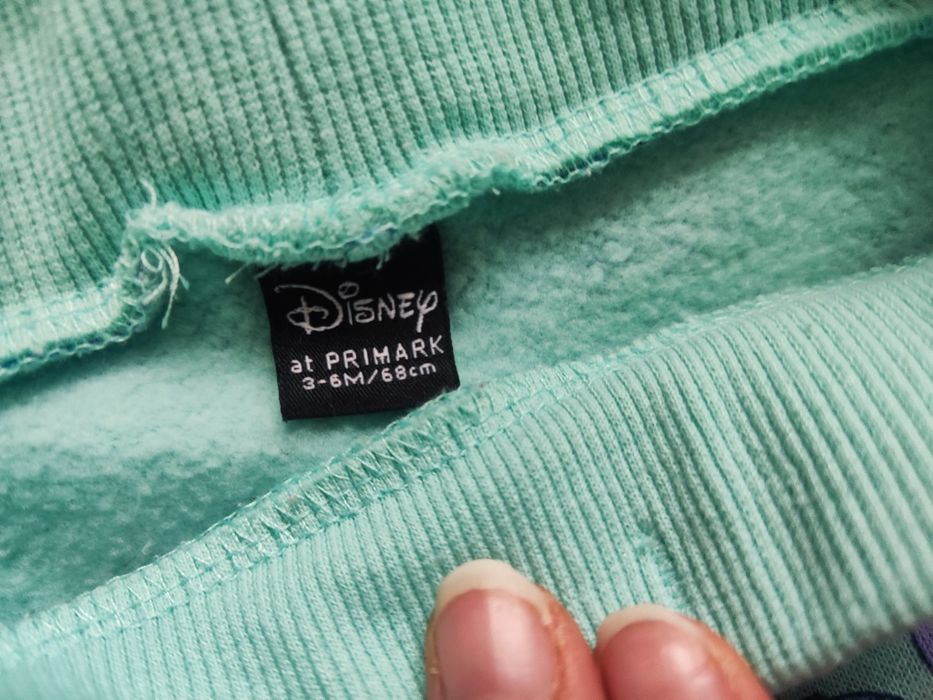 Disney
at PRIMARK
3-6M/68cm